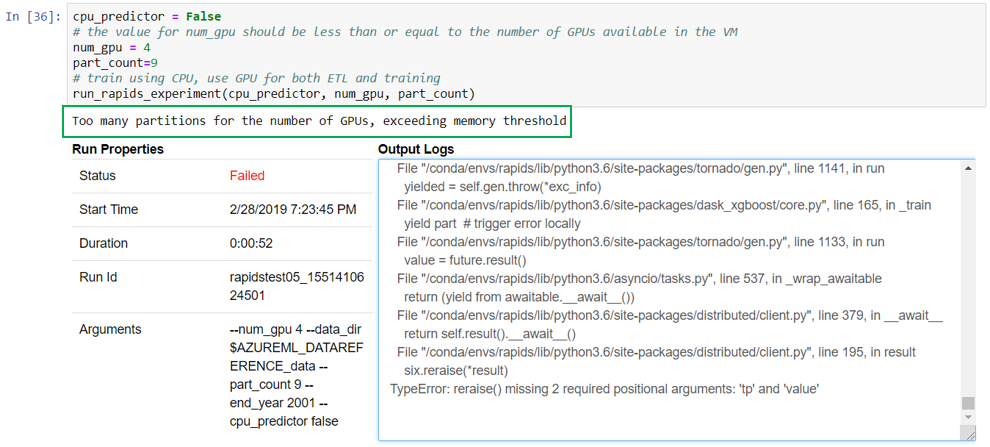 In [36]:
cpu_predictor = False
# the value for num_gpu should be less than or equal to the number of GPUs available in the VM
num_gpu = 4
part_count=9
# train using CPU, use GPU for both ETL and training
run_rapids_experiment(cpu_predictor, num_gpu, part_count)
Too many partitions for the number of GPUs, exceeding memory threshold
Run Properties
Status Failed
Start Time 2/28/2019 7:23:45 PM
Duration 0:00:52
Run Id rapidstest05_15514106
24501
Arguments --num_gpu 4 --data_dir
$AZUREML_DATAREF
ERENCE_data --
part_count 9 --
end_year 2001 --
cpu_predictor false
Output Logs
File "/conda/envs/rapids/lib/python3.6/site-packages/tornado/gen.py", line 1141, in run
yielded = self.gen.throw(*exc_info)
File "/conda/envs/rapids/lib/python3.6/site-packages/dask_xgboost/core.py", line 165, in _train
yield part # trigger error locally
File "/conda/envs/rapids/lib/python3.6/site-packages/tornado/gen.py", line 1133, in run
value = future.result()
File "/conda/envs/rapids/lib/python3.6/asyncio/tasks.py", line 537, in _wrap_awaitable
return (yield from awaitable.__await__())
File "/conda/envs/rapids/lib/python3.6/site-packages/distributed/client.py", line 379, in __await__
return self.result().__await__()
File "/conda/envs/rapids/lib/python3.6/site-packages/distributed/client.py", line 195, in result
six.reraise(*result)
TypeError: reraise() missing 2 required positional arguments: 'tp' and 'value'